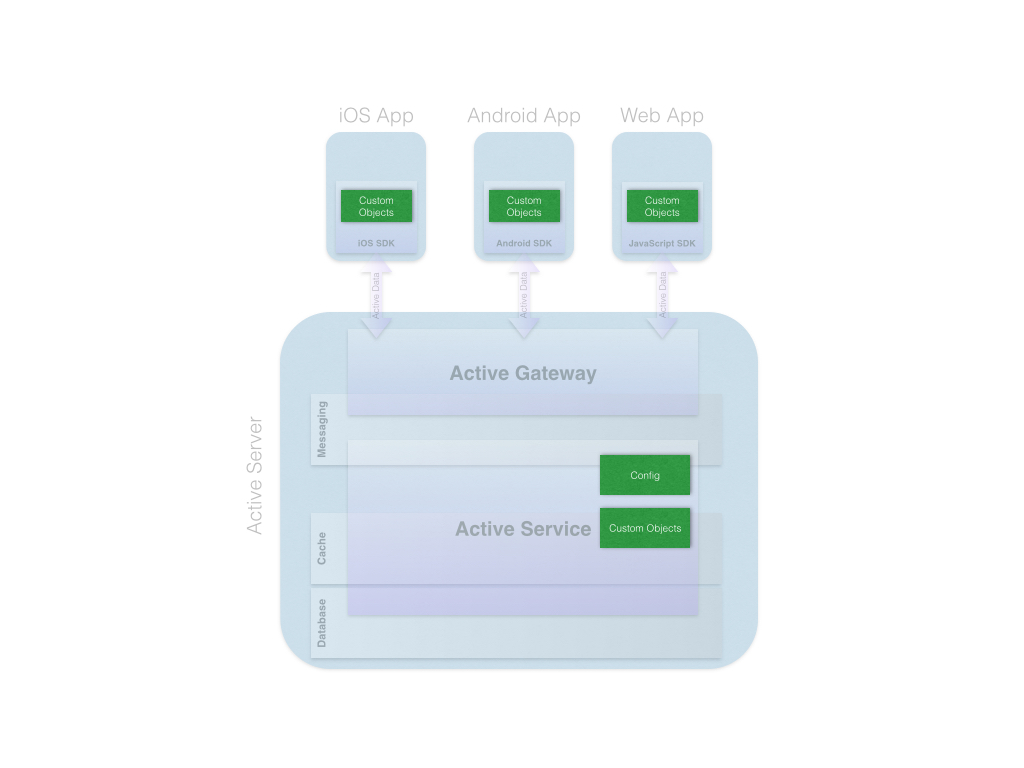 iOS App
Android App
Web App
Custom
Objects
Custom
Objects
Custom
Objects
iOS SDK
Android SDK
JavaScript SDK
Active Data
Active Data
Active Data
Active Gateway
Messaging
Active Server
Config
Active Service
Custom Objects
Cache
Database